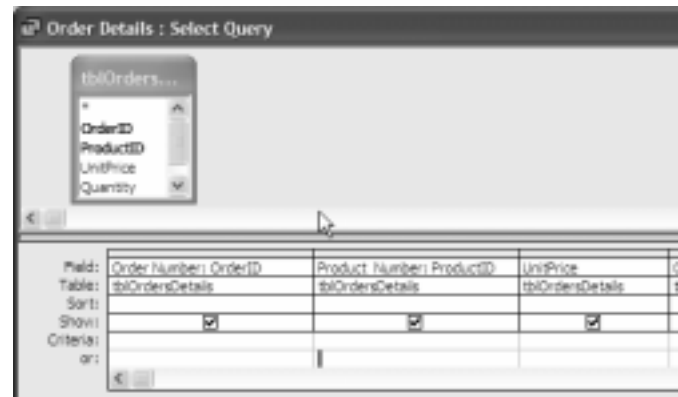 Order Details : Select Query
tblOrders...
*
OrderID
ProductID
UnitPrice
Quantity
Field: Order Number: OrderID Product Number: ProductID UnitPrice
Table: tblOrdersDetails tblOrdersDetails tblOrdersDetails
Sort:
Show:
Criteria:
or: